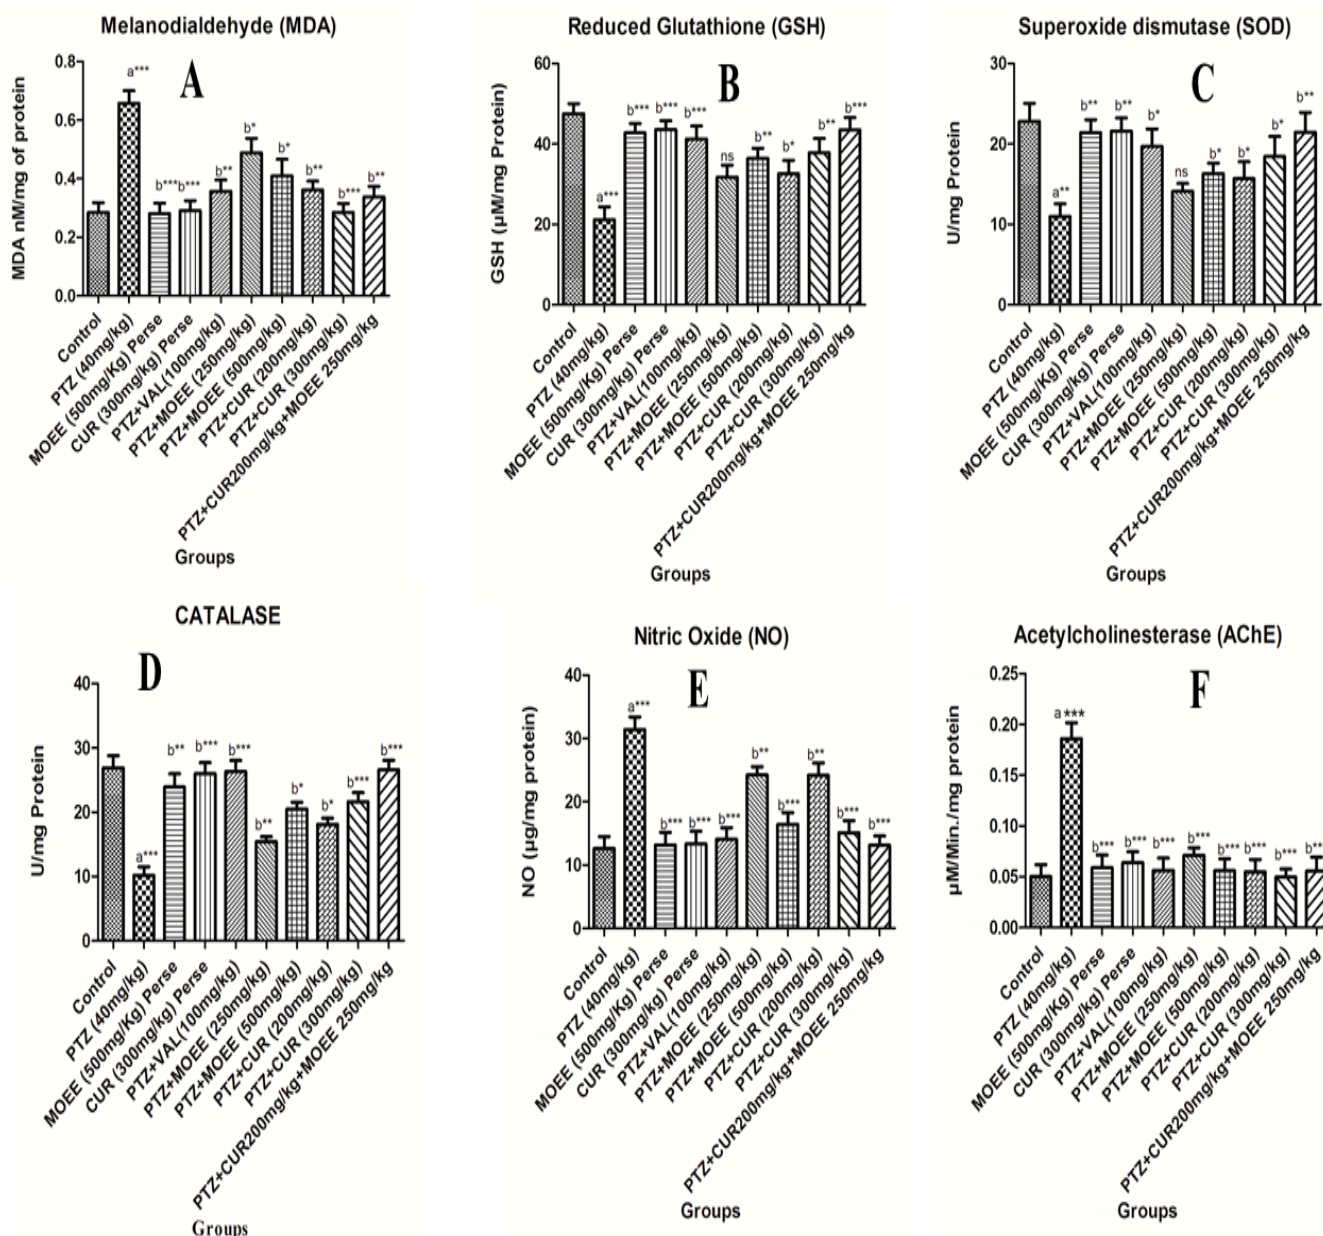 Melanodialdehyde (MDA)
A
MDA nM/mg of protein
0.8
0.6
0.4
0.2
0.0
a***
b***
b***
b**
b*
b*
b**
b***
b**
Control
PTZ (40mg/kg)
MOEE (500mg/Kg) Perse
CUR (300mg/kg) Perse
PTZ+VAL(100mg/kg)
PTZ+MOEE (250mg/kg)
PTZ+MOEE (500mg/kg)
PTZ+CUR (200mg/kg)
PTZ+CUR (300mg/kg)
PTZ+CUR200mg/kg+MOEE 250mg/kg
Groups
Reduced Glutathione (GSH)
B
GSH (µM/mg Protein)
60
40
20
0
a***
b***
b***
b***
ns
b**
b*
b**
b***
Control
PTZ (40mg/kg)
MOEE (500mg/Kg) Perse
CUR (300mg/kg) Perse
PTZ+VAL(100mg/kg)
PTZ+MOEE (250mg/kg)
PTZ+MOEE (500mg/kg)
PTZ+CUR (200mg/kg)
PTZ+CUR (300mg/kg)
PTZ+CUR200mg/kg+MOEE 250mg/kg
Groups
Superoxide dismutase (SOD)
C
U/mg Protein
30
20
10
0
a**
b**
b**
b*
ns
b*
b*
b*
b**
Control
PTZ (40mg/kg)
MOEE (500mg/Kg) Perse
CUR (300mg/kg) Perse
PTZ+VAL(100mg/kg)
PTZ+MOEE (250mg/kg)
PTZ+MOEE (500mg/kg)
PTZ+CUR (200mg/kg)
PTZ+CUR (300mg/kg)
PTZ+CUR200mg/kg+MOEE 250mg/kg
Groups
CATALASE
D
U/mg Protein
40
30
20
10
0
a***
b**
b***
b***
b**
b*
b*
b***
b***
Control
PTZ (40mg/kg)
MOEE (500mg/Kg) Perse
CUR (300mg/kg) Perse
PTZ+VAL(100mg/kg)
PTZ+MOEE (250mg/kg)
PTZ+MOEE (500mg/kg)
PTZ+CUR (200mg/kg)
PTZ+CUR (300mg/kg)
PTZ+CUR200mg/kg+MOEE 250mg/kg
Groups
Nitric Oxide (NO)
E
NO (µg/mg protein)
40
30
20
10
0
a***
b***
b***
b***
b**
b***
b**
b***
b***
Control
PTZ (40mg/kg)
MOEE (500mg/Kg) Perse
CUR (300mg/kg) Perse
PTZ+VAL(100mg/kg)
PTZ+MOEE (250mg/kg)
PTZ+MOEE (500mg/kg)
PTZ+CUR (200mg/kg)
PTZ+CUR (300mg/kg)
PTZ+CUR200mg/kg+MOEE 250mg/kg
Groups
Acetylcholinesterase (AChE)
F
µM/Min./mg protein)
0.25
0.20
0.15
0.10
0.05
0.00
a ***
b***
b***
b***
b***
b***
b***
b***
b**
Control
PTZ (40mg/kg)
MOEE (500mg/Kg) Perse
CUR (300mg/kg) Perse
PTZ+VAL(100mg/kg)
PTZ+MOEE (250mg/kg)
PTZ+MOEE (500mg/kg)
PTZ+CUR (200mg/kg)
PTZ+CUR (300mg/kg)
PTZ+CUR200mg/kg+MOEE 250mg/kg
Groups